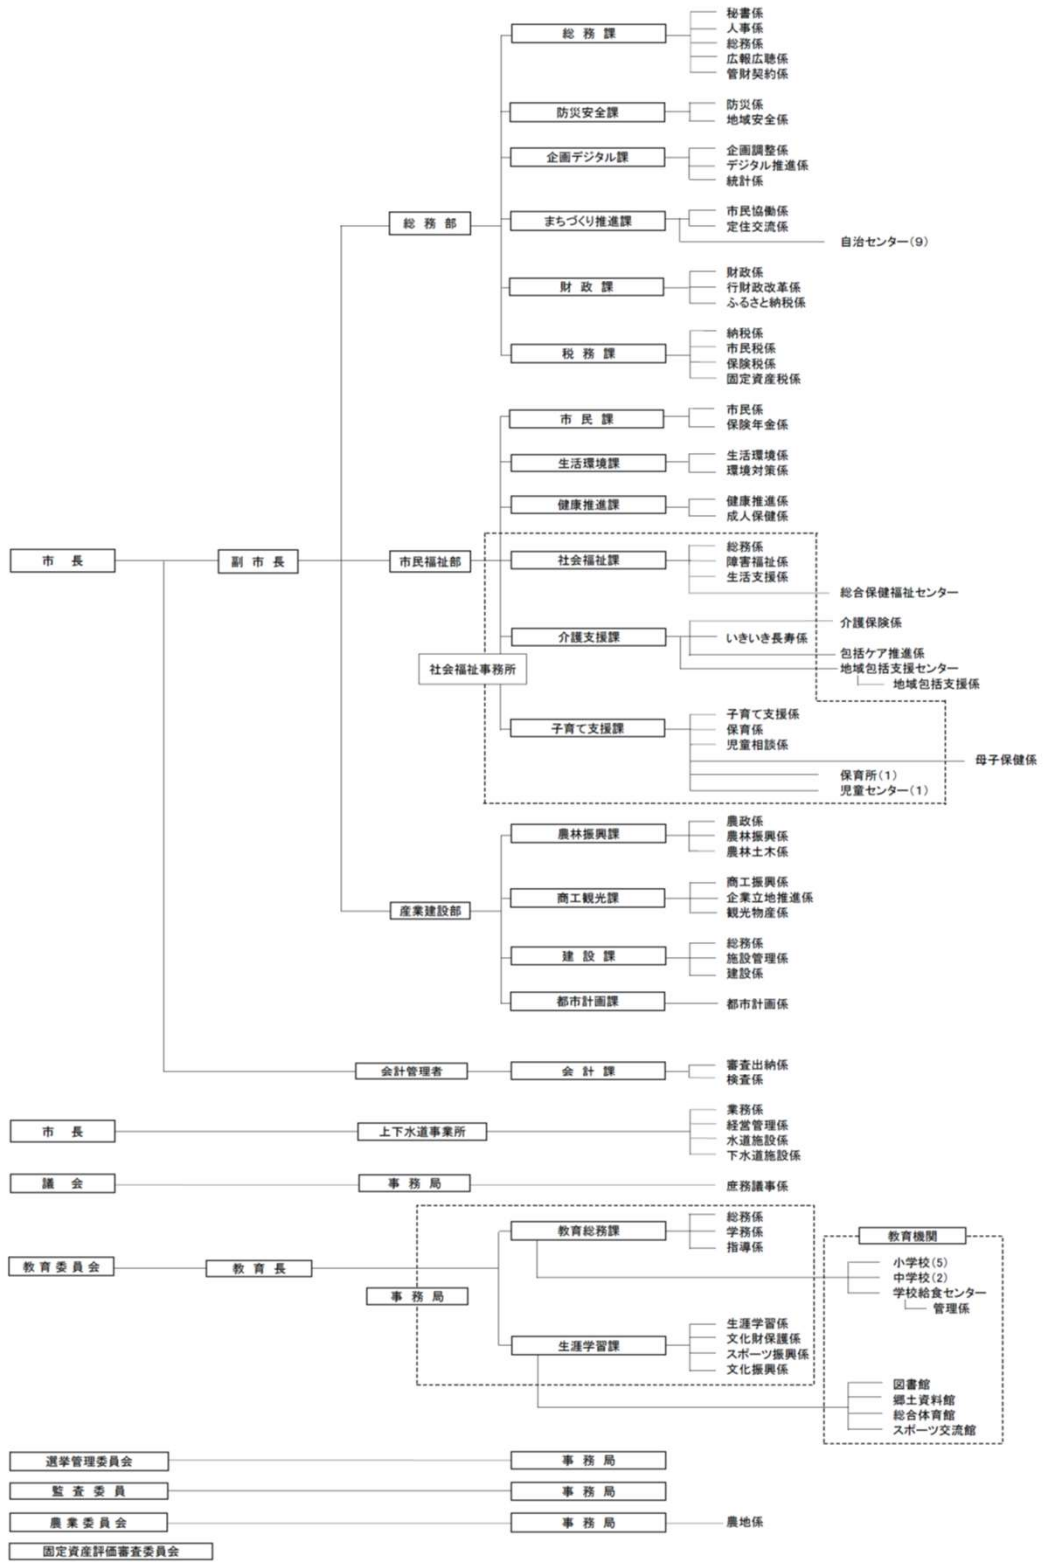 秘書係
人事係
総務課
総務係
広報広聴係
管財契約係
防災係
防災安全課
地域安全係
企画調整係
企画デジタル課
デジタル推進係
統計係
市民協働係
総務部
まちづくり推進課
定住交流係
自治センター(9)
財政係
財政課
行財政改革係
ふるさと納税係
納税係
市民税係
税務課
保険税係
固定資産税係
市民係
市民課
保険年金係
生活環境係
生活環境課
環境対策係
健康推進係
健康推進課
成人保健係
総務係
市長
副市長
市民福祉部
社会福祉課
障害福祉係
生活支援係
総合保健福祉センター
介護保険係
介護支援課
いきいき長寿係
包括ケア推進係
社会福祉事務所
地域包括支援センター
地域包括支援係
子育て支援係
子育て支援課
保育係
児童相談係
母子保健係
保育所(1)
児童センター(1)
農政係
農林振興課
農林振興係
農林土木係
商工振興係
商工観光課
企業立地推進係
産業建設部
観光物産係
総務係
建設課
施設管理係
建設係
都市計画課
都市計画係
審査出納係
会計管理者
会計課
検査係
業務係
経営管理係
市長
上下水道事業所
水道施設係
下水道施設係
議会
事務局
庶務議事係
総務係
教育総務課
学務係
教育機関
指導係
教育委員会
教育長
小学校(5)
中学校(2)
事務局
学校給食センター
管理係
生涯学習係
文化財保護係
生涯学習課
スポーツ振興係
文化振興係
図書館
郷土資料館
総合体育館
スポーツ交流館
選挙管理委員会
事務局
監査委員
事務局
農業委員会
事務局
農地係
固定資産評価審査委員会